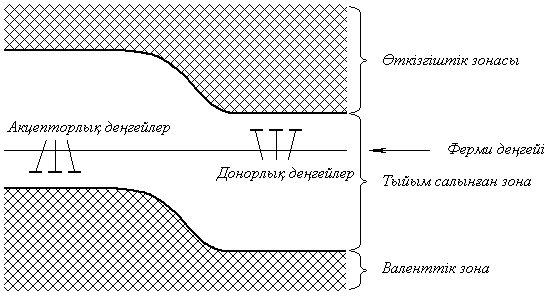 Өткізгіштік зонасы
Акцепторлық деңгейлер
Ферми деңгейі
Донорлық деңгейлер
Тыйым салынған зона
Валенттік зона